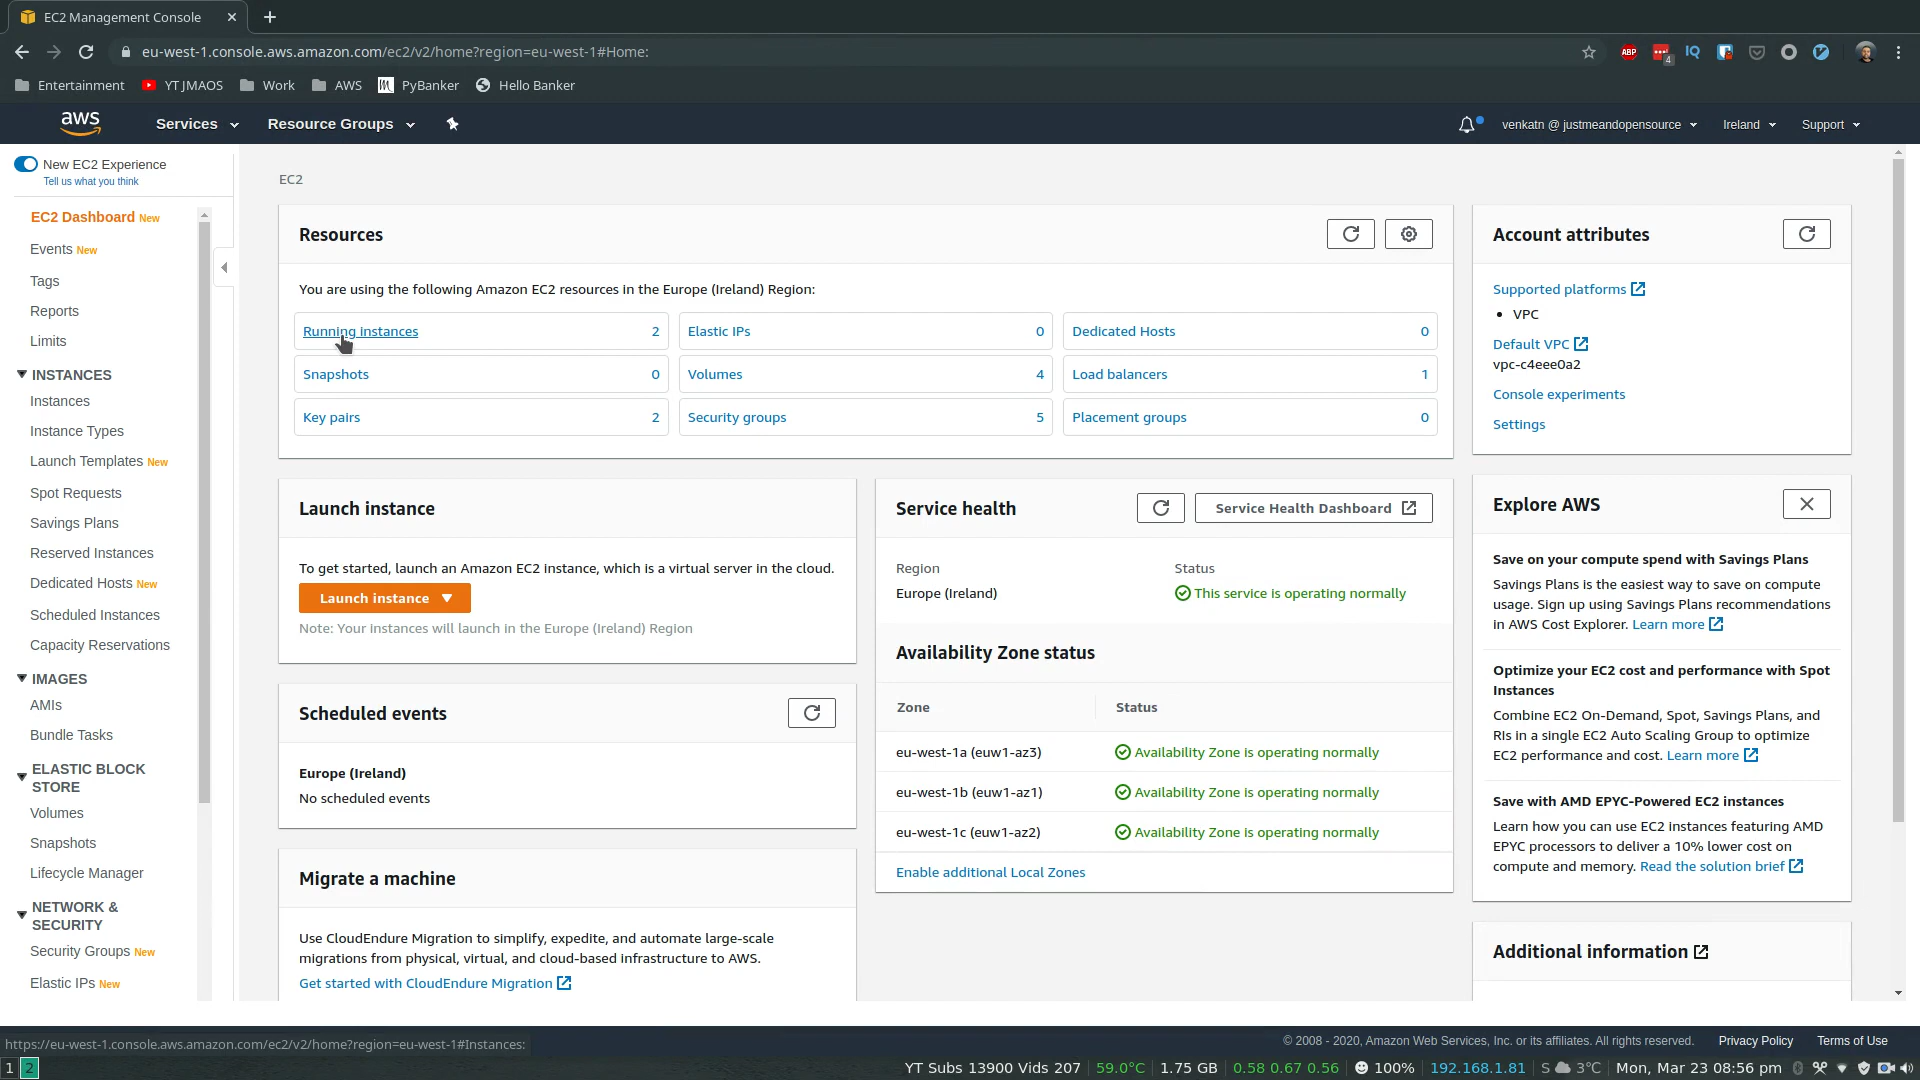 EC2 Management Console
eu-west-1.console.aws.amazon.com/ec2/v2/home?region=eu-west-1#Home:
ABP
4
IQ
Entertainment
YT JMAOS
Work
AWS
PyBanker
Hello Banker
aws
Services
Resource Groups
venkatn @ justmeandopensource
Ireland
Support
New EC2 Experience
Tell us what you think
EC2 Dashboard New
Events New
Tags
Reports
Limits
INSTANCES
Instances
Instance Types
Launch Templates New
Spot Requests
Savings Plans
Reserved Instances
Dedicated Hosts New
Scheduled Instances
Capacity Reservations
IMAGES
AMIs
Bundle Tasks
ELASTIC BLOCK
STORE
Volumes
Snapshots
Lifecycle Manager
NETWORK &
SECURITY
Security Groups New
Elastic IPs New
EC2
Resources
You are using the following Amazon EC2 resources in the Europe (Ireland) Region:
Running instances 2
Elastic IPs 0
Dedicated Hosts 0
Snapshots 0
Volumes 4
Load balancers 1
Key pairs 2
Security groups 5
Placement groups 0
Launch instance
To get started, launch an Amazon EC2 instance, which is a virtual server in the cloud.
Launch instance
Note: Your instances will launch in the Europe (Ireland) Region
Scheduled events
Europe (Ireland)
No scheduled events
Migrate a machine
Use CloudEndure Migration to simplify, expedite, and automate large-scale
migrations from physical, virtual, and cloud-based infrastructure to AWS.
Get started with CloudEndure Migration
Service health
Service Health Dashboard
Region
Status
Europe (Ireland)
This service is operating normally
Availability Zone status
Zone
Status
eu-west-1a (euw1-az3)
Availability Zone is operating normally
eu-west-1b (euw1-az1)
Availability Zone is operating normally
eu-west-1c (euw1-az2)
Availability Zone is operating normally
Enable additional Local Zones
Account attributes
Supported platforms
• VPC
Default VPC
vpc-c4eee0a2
Console experiments
Settings
Explore AWS
Save on your compute spend with Savings Plans
Savings Plans is the easiest way to save on compute
usage. Sign up using Savings Plans recommendations
in AWS Cost Explorer. Learn more
Optimize your EC2 cost and performance with Spot
Instances
Combine EC2 On-Demand, Spot, Savings Plans, and
RIs in a single EC2 Auto Scaling Group to optimize
EC2 performance and cost. Learn more
Save with AMD EPYC-Powered EC2 instances
Learn how you can use EC2 instances featuring AMD
EPYC processors to deliver a 10% lower cost on
compute and memory. Read the solution brief
Additional information
https://eu-west-1.console.aws.amazon.com/ec2/v2/home?region=eu-west-1#Instances:
© 2008 - 2020, Amazon Web Services, Inc. or its affiliates. All rights reserved.
Privacy Policy
Terms of Use
1 2
YT Subs 13900 Vids 207
59.0°C
1.75 GB
0.58 0.67 0.56
100%
192.168.1.81
S 3°C
Mon, Mar 23 08:56 pm